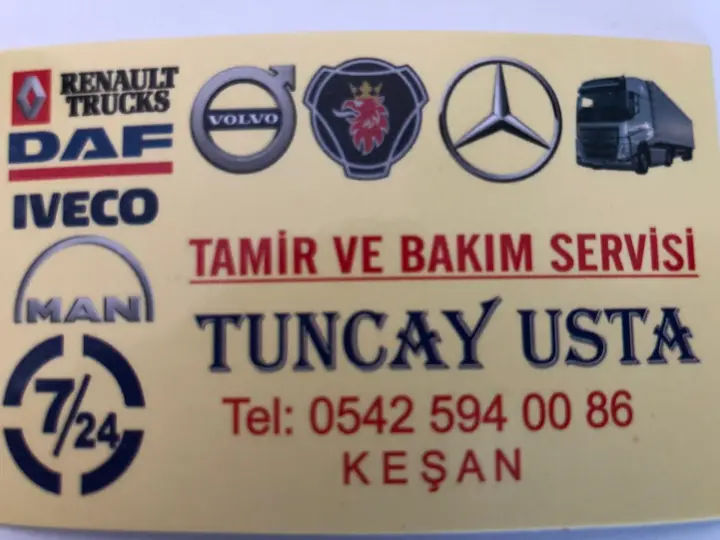 RENAULT
TRUCKS
DAF
IVECO
MAN
7/24
VOLVO
TAMİR VE BAKIM SERVİSİ
TUNCAY USTA
Tel: 0542 594 00 86
KEŞAN